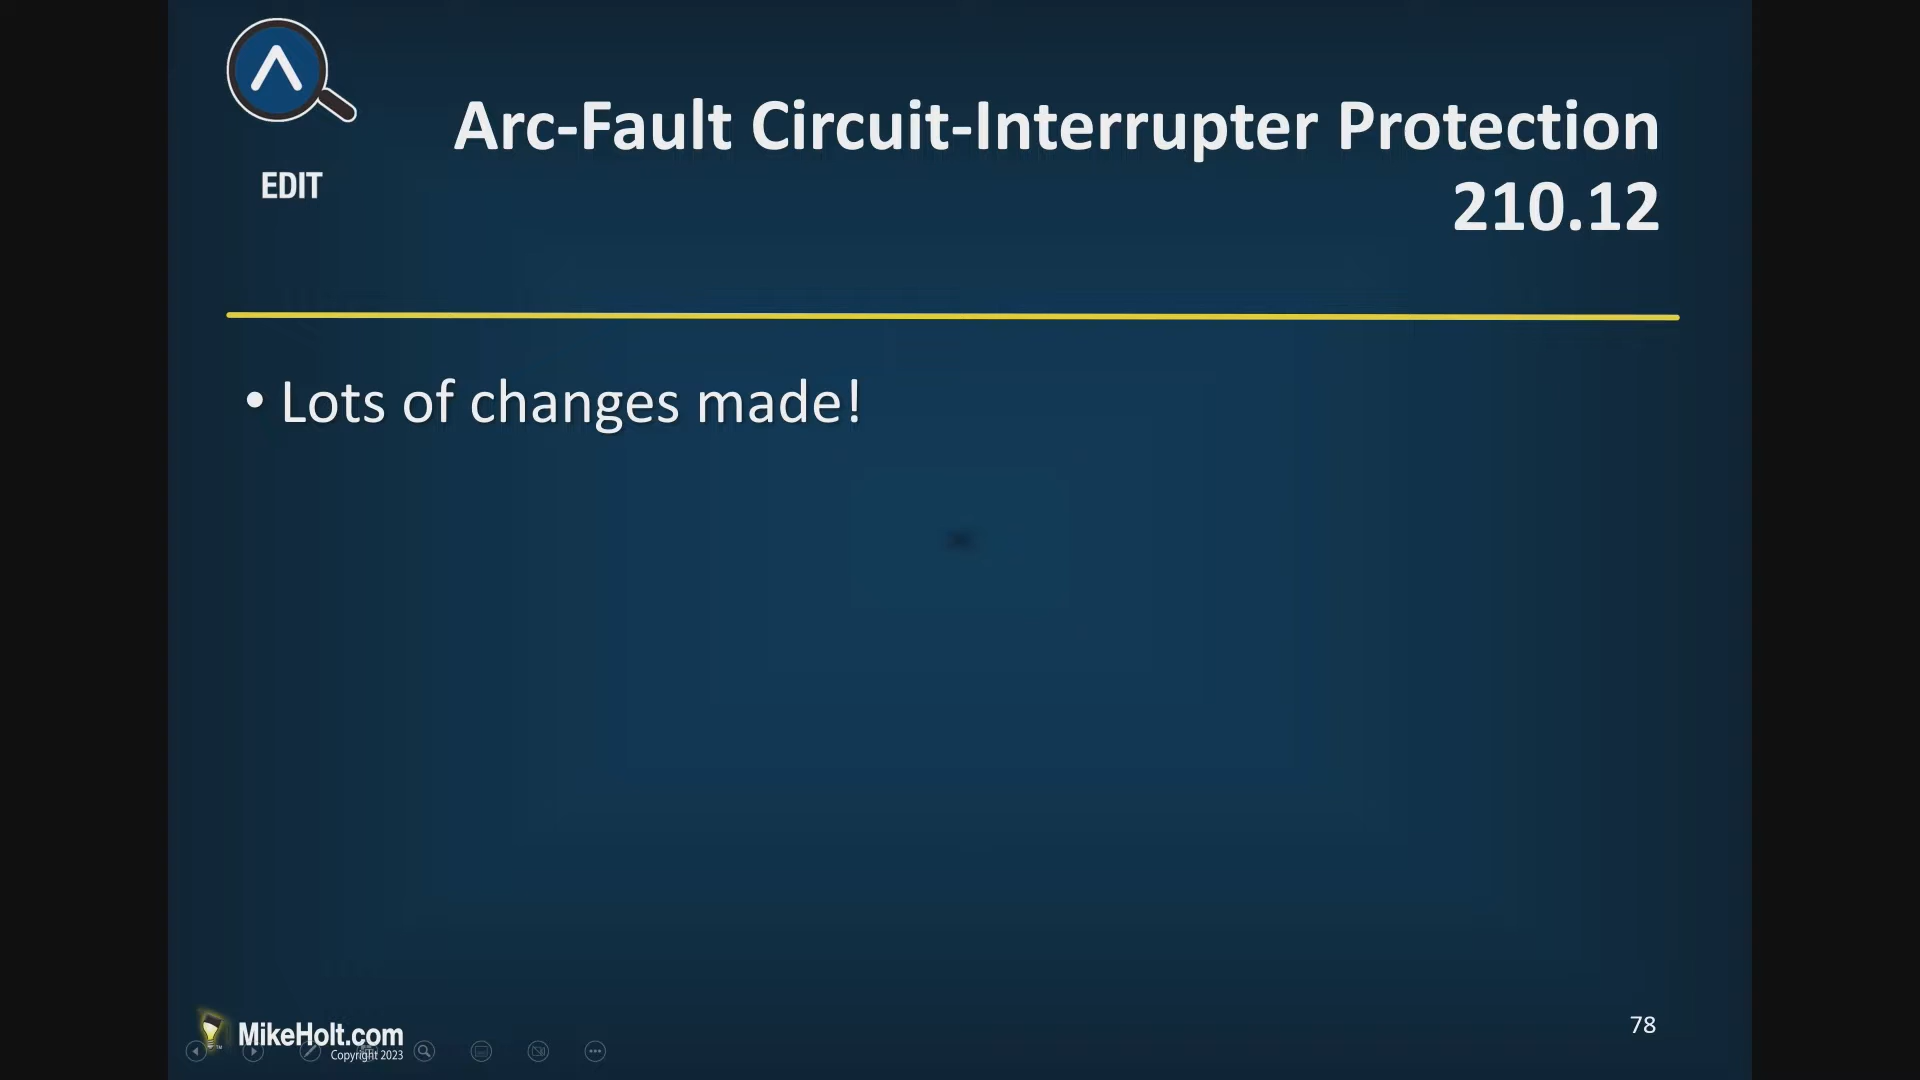 EDIT
Arc-Fault Circuit-Interrupter Protection
210.12
• Lots of changes made!
MikeHolt.com
Copyright 2023
78